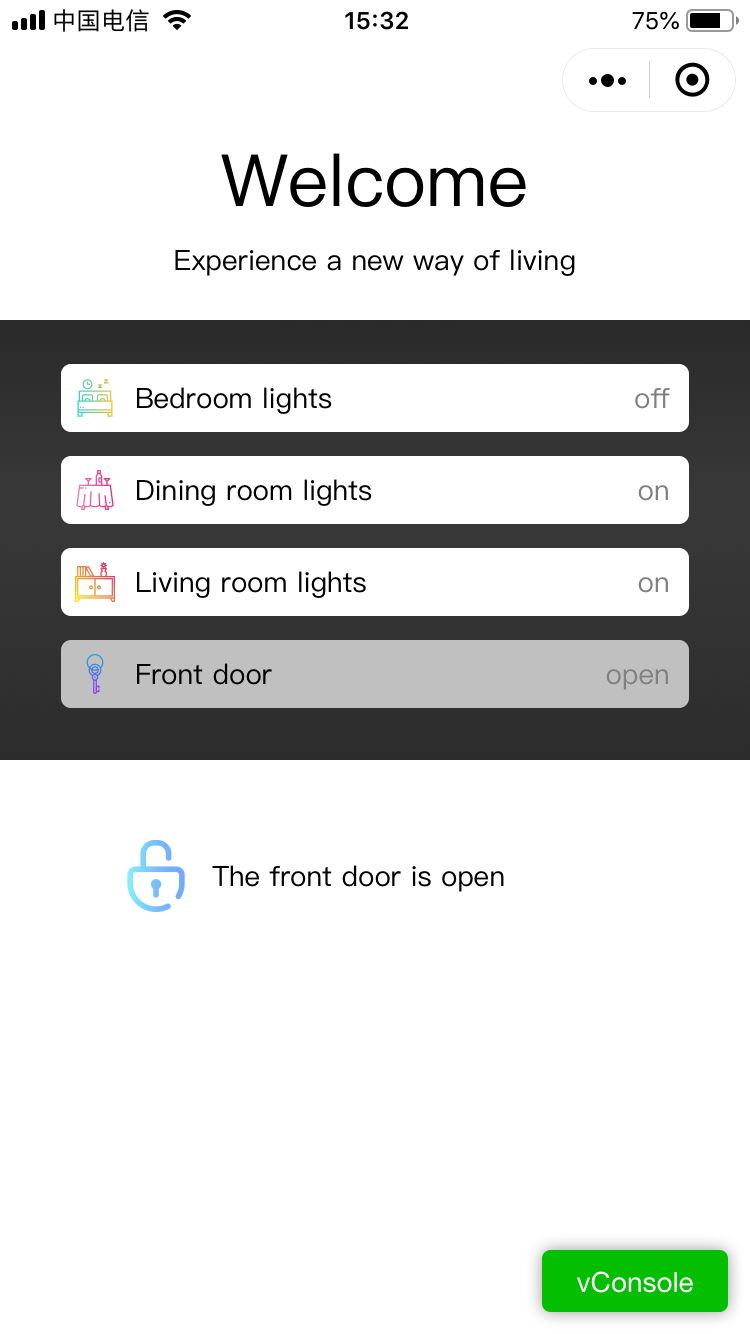 中国电信 15:32 75%
Welcome
Experience a new way of living
Bedroom lights off
Dining room lights on
Living room lights on
Front door open
The front door is open
vConsole